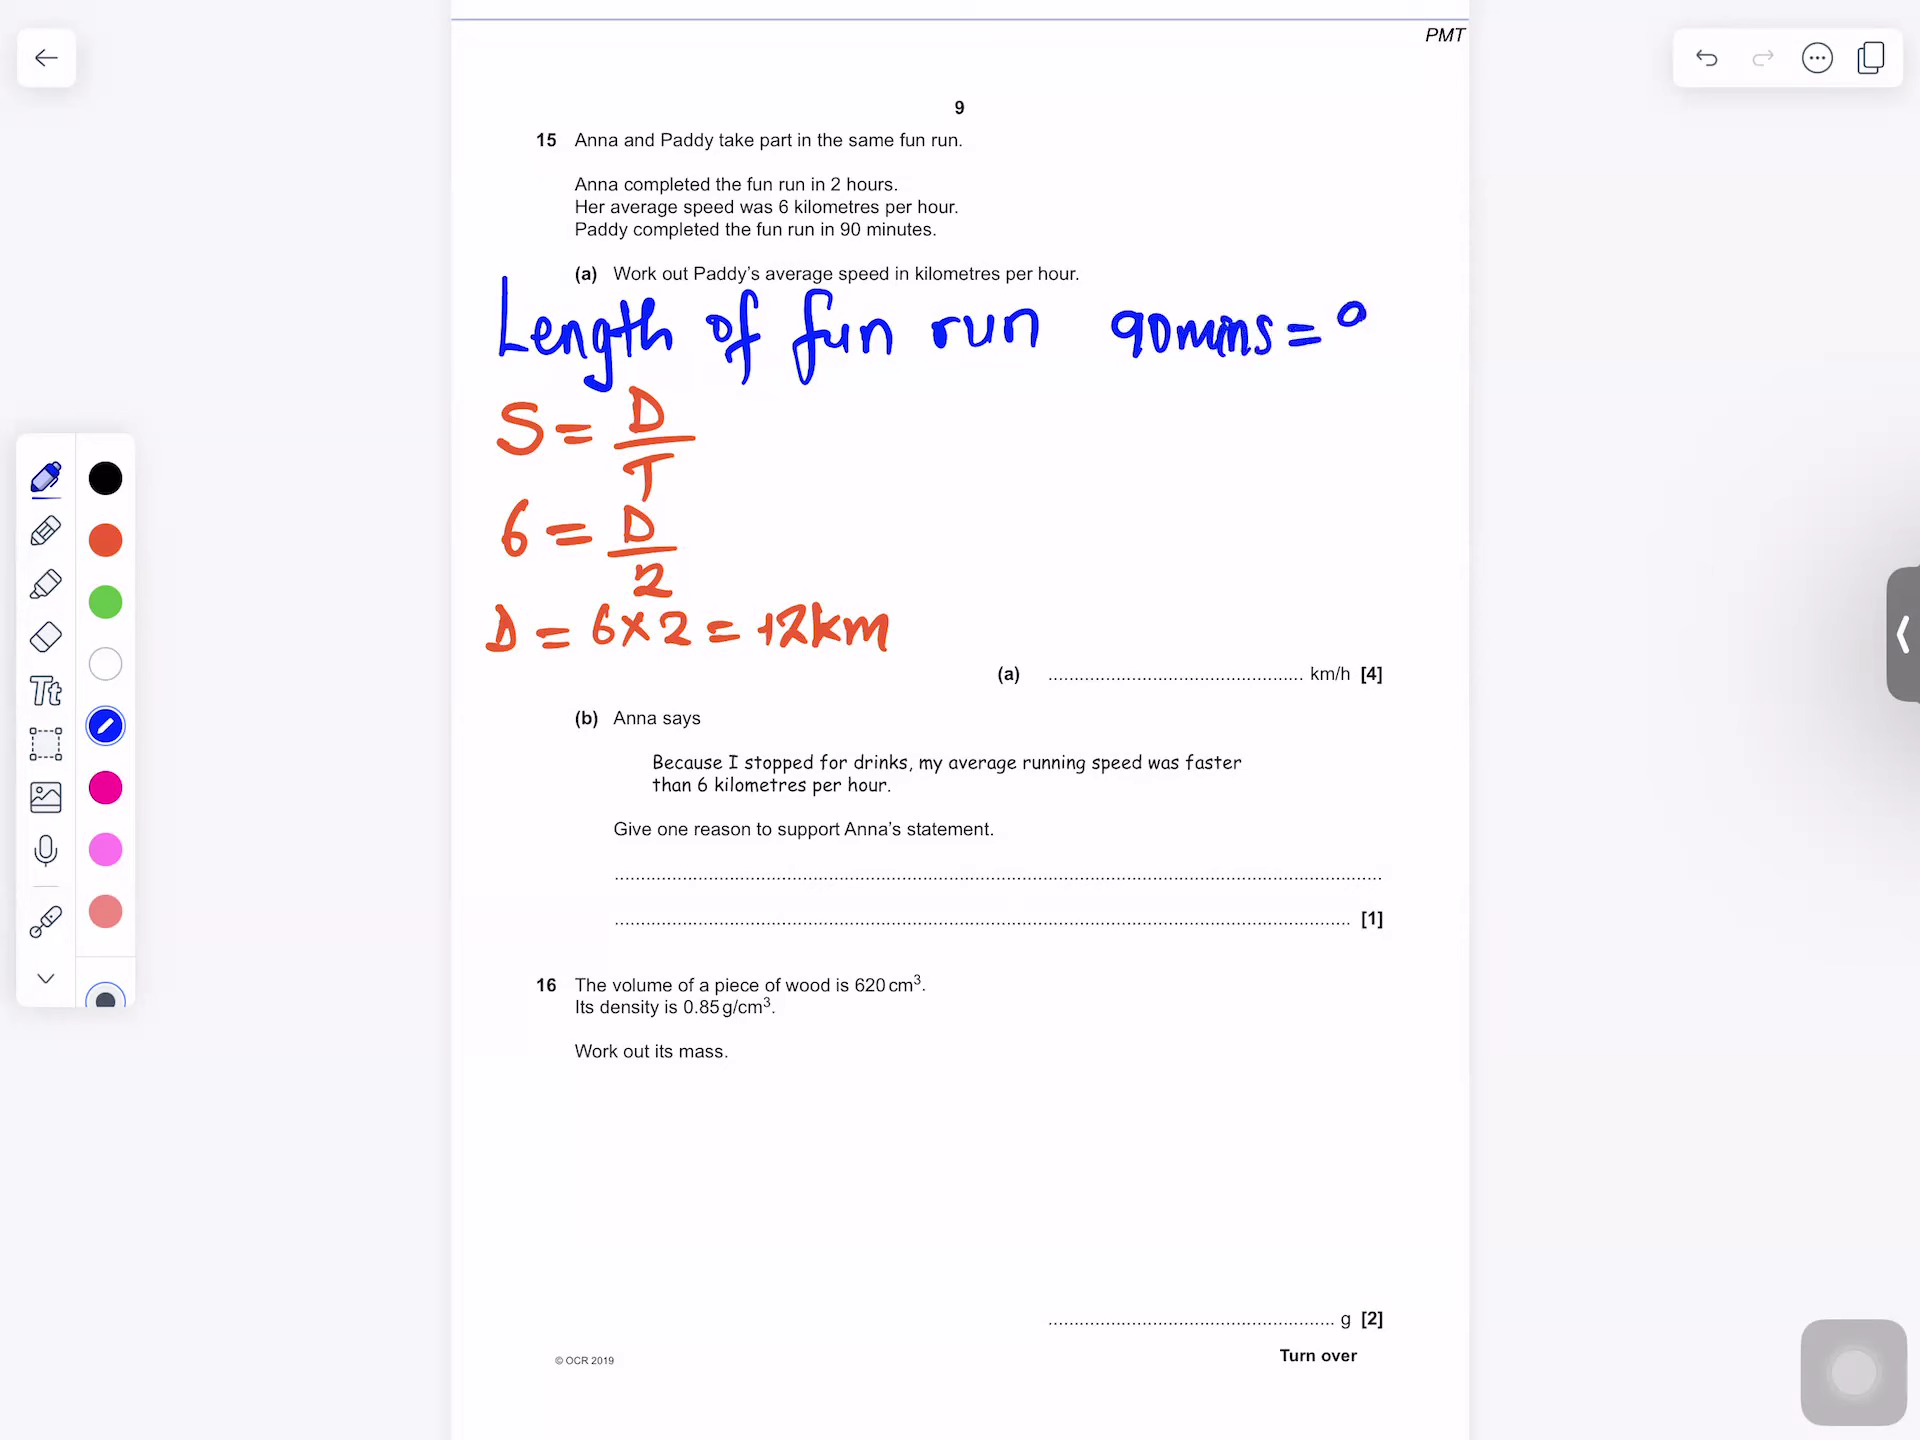 PMT
9
15 Anna and Paddy take part in the same fun run.
Anna completed the fun run in 2 hours.
Her average speed was 6 kilometres per hour.
Paddy completed the fun run in 90 minutes.
(a) Work out Paddy's average speed in kilometres per hour.
Length of fun run 90mins = 0
S = D/T
6 = D/2
D = 6 × 2 = 12km
(a) .................................................. km/h [4]
(b) Anna says
Because I stopped for drinks, my average running speed was faster
than 6 kilometres per hour.
Give one reason to support Anna's statement.
..........................................................................................
.......................................................................................... [1]
16 The volume of a piece of wood is 620 cm³.
Its density is 0.85 g/cm³.
Work out its mass.
.................................................. g [2]
© OCR 2019
Turn over
Tt